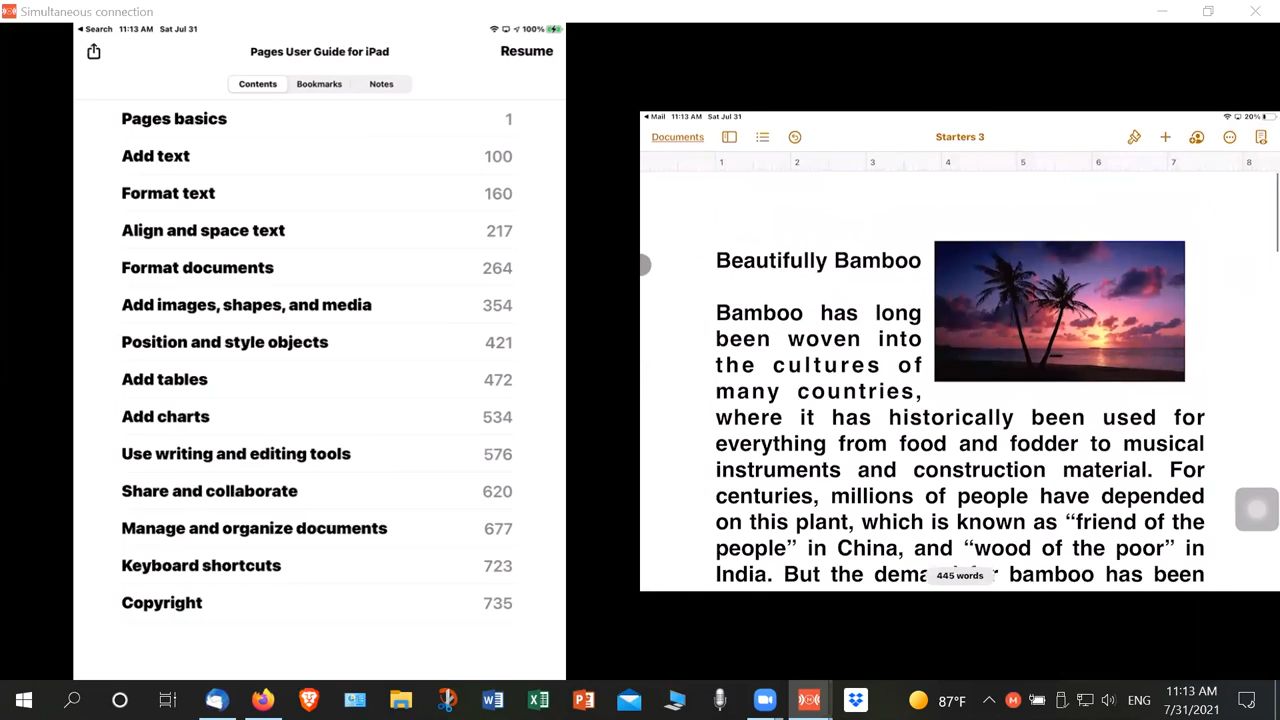 Simultaneous connection
Search 11:13 AM Sat Jul 31
100%
Pages User Guide for iPad
Resume
Contents
Bookmarks
Notes
Pages basics 1
Add text 100
Format text 160
Align and space text 217
Format documents 264
Add images, shapes, and media 354
Position and style objects 421
Add tables 472
Add charts 534
Use writing and editing tools 576
Share and collaborate 620
Manage and organize documents 677
Keyboard shortcuts 723
Copyright 735
Mail 11:13 AM Sat Jul 31
20%
Documents
Starters 3
1 2 3 4 5 6 7 8
Beautifully Bamboo
Bamboo has long
been woven into
the cultures of
many countries,
where it has historically been used for
everything from food and fodder to musical
instruments and construction material. For
centuries, millions of people have depended
on this plant, which is known as “friend of the
people” in China, and “wood of the poor” in
India. But the bamboo has been
445 words
87°F
ENG
11:13 AM
7/31/2021